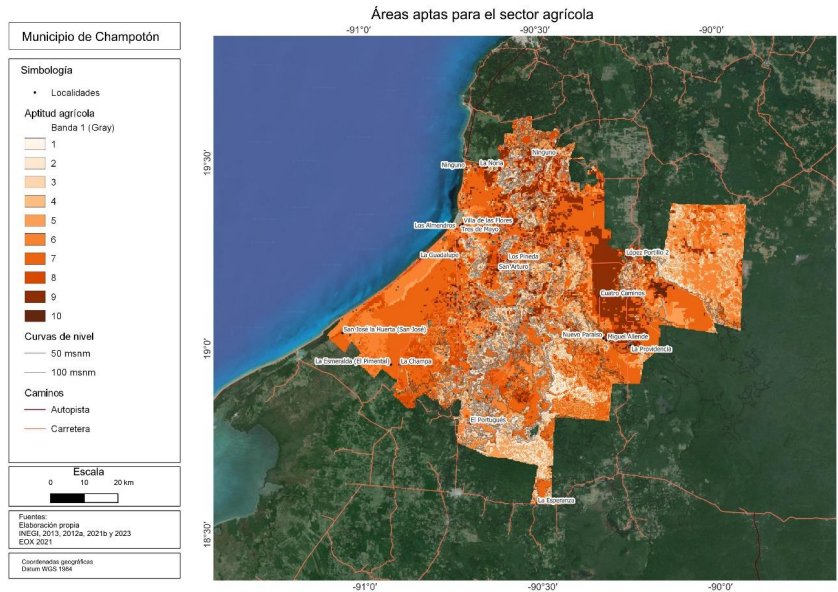 Áreas aptas para el sector agrícola
Municipio de Champotón
Simbología
Localidades
Aptitud agrícola
Banda 1 (Gray)
1
2
3
4
5
6
7
8
9
10
Curvas de nivel
50 msnm
100 msnm
Caminos
Autopista
Carretera
Escala
0 10 20 km
Fuentes:
Elaboración propia
INEGI, 2013, 2012a, 2021b y 2023
EOX 2021
Coordenadas geográficas
Datum WGS 1984
-91°0' -90°30' -90°0'
19°30'
19°0'
18°30'
Ninguno
Ninguno La Noria
Villa de las Flores
Los Almendros Tres de Mayo
La Guadalupe Los Pineda López Portillo 2
San Arturo
Cuatro Caminos
San José la Huerta (San José) Nuevo Paraíso Miguel Allende
La Providencia
La Esmeralda (El Pimental) La Champa
El Portugués
La Esperanza
-91°0' -90°30' -90°0'